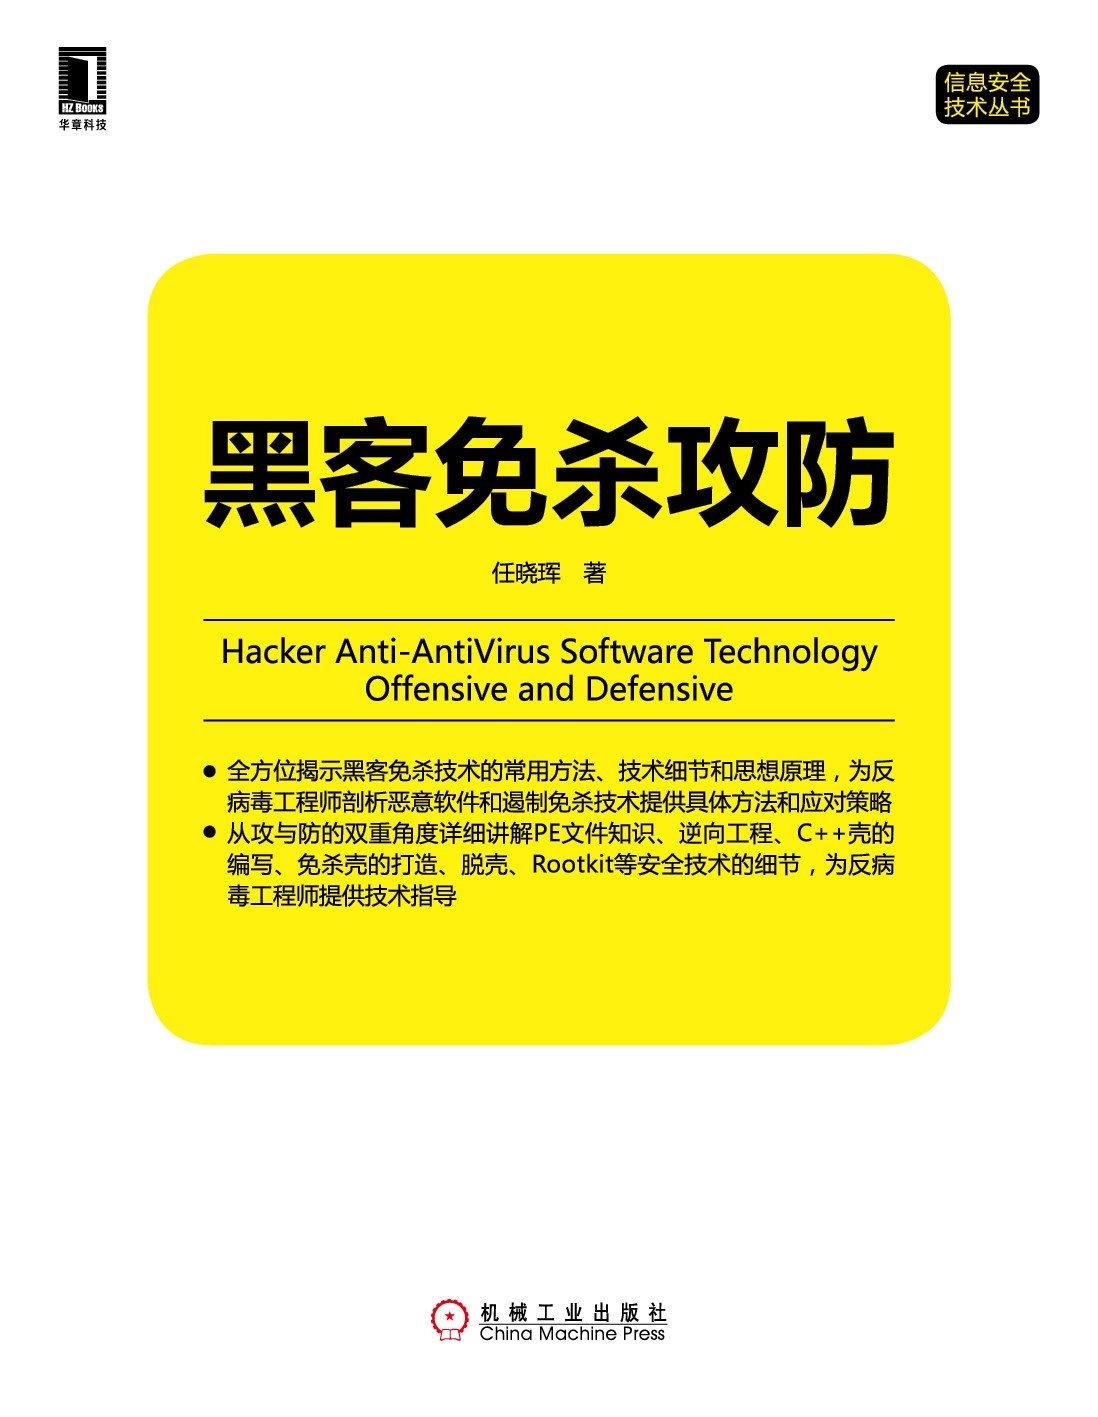 HZ BOOKS
华章科技
信息安全
技术丛书
黑客免杀攻防
任晓珲 著
Hacker Anti-AntiVirus Software Technology
Offensive and Defensive
● 全方位揭示黑客免杀技术的常用方法、技术细节和思想原理，为反
病毒工程师剖析恶意软件和遏制免杀技术提供具体方法和应对策略
● 从攻与防的双重角度详细讲解PE文件知识、逆向工程、C++壳的
编写、免杀壳的打造、脱壳、Rootkit等安全技术的细节，为反病
毒工程师提供技术指导
机械工业出版社
China Machine Press